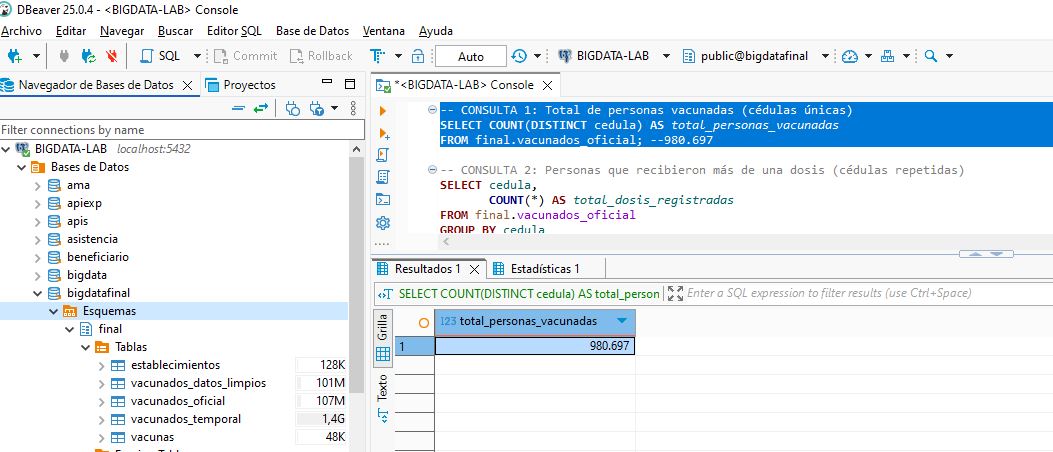 DBeaver 25.0.4 - <BIGDATA-LAB> Console
Archivo Editar Navegar Buscar Editor SQL Base de Datos Ventana Ayuda
SQL Commit Rollback T Auto BIGDATA-LAB public@bigdatafinal
Navegador de Bases de Datos Proyectos
Filter connections by name
BIGDATA-LAB localhost:5432
Bases de Datos
ama
apiexp
apis
asistencia
beneficiario
bigdata
bigdatafinal
Esquemas
final
Tablas
establecimientos 128K
vacunados_datos_limpios 101M
vacunados_oficial 107M
vacunados_temporal 1,4G
vacunas 48K
*<BIGDATA-LAB> Console
-- CONSULTA 1: Total de personas vacunadas (cédulas únicas)
SELECT COUNT(DISTINCT cedula) AS total_personas_vacunadas
FROM final.vacunados_oficial; --980.697
-- CONSULTA 2: Personas que recibieron más de una dosis (cédulas repetidas)
SELECT cedula,
COUNT(*) AS total_dosis_registradas
FROM final.vacunados_oficial
GROUP BY cedula
Resultados 1 Estadísticas 1
SELECT COUNT(DISTINCT cedula) AS total_person Enter a SQL expression to filter results (use Ctrl+Space)
Grilla
Texto
123 total_personas_vacunadas
1 980.697